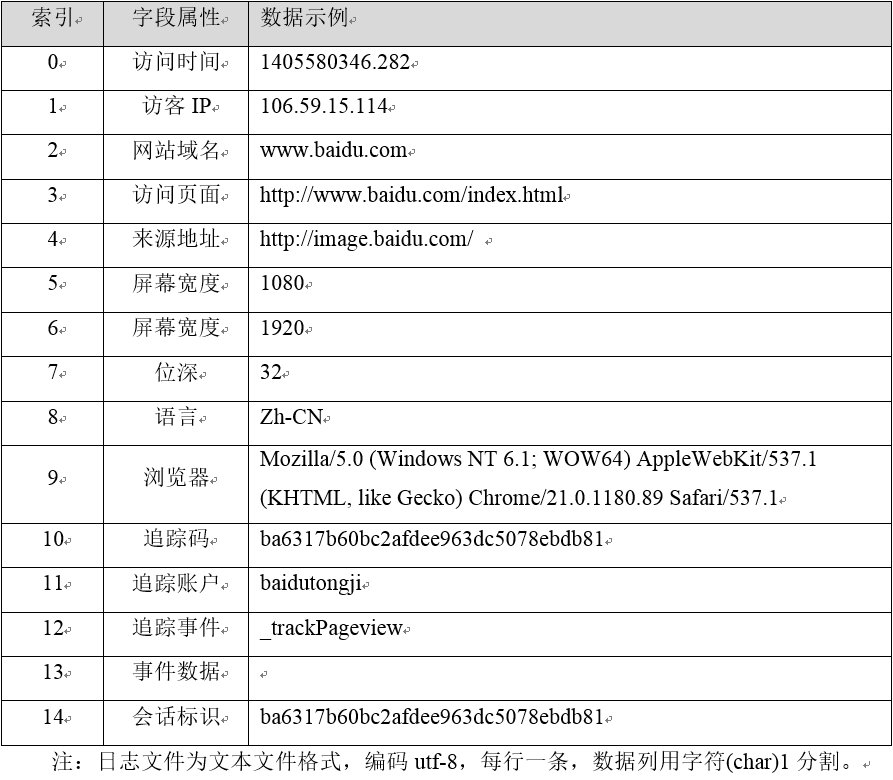 索引 字段属性 数据示例
0 访问时间 1405580346.282
1 访客 IP 106.59.15.114
2 网站域名 www.baidu.com
3 访问页面 http://www.baidu.com/index.html
4 来源地址 http://image.baidu.com/
5 屏幕宽度 1080
6 屏幕宽度 1920
7 位深 32
8 语言 Zh-CN
9 浏览器 Mozilla/5.0 (Windows NT 6.1; WOW64) AppleWebKit/537.1
(KHTML, like Gecko) Chrome/21.0.1180.89 Safari/537.1
10 追踪码 ba6317b60bc2afdee963dc5078ebdb81
11 追踪账户 baidutongji
12 追踪事件 _trackPageview
13 事件数据
14 会话标识 ba6317b60bc2afdee963dc5078ebdb81
注：日志文件为文本文件格式，编码 utf-8，每行一条，数据列用字符(char)1 分割。